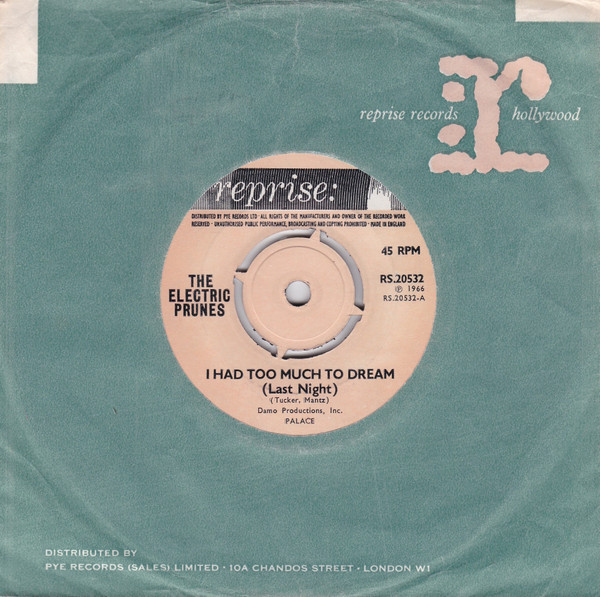 reprise records hollywood
r:
reprise:
DISTRIBUTED BY PYE RECORDS LTD · ALL RIGHTS OF THE MANUFACTURERS AND OWNER OF THE RECORDED WORK
RESERVED · UNAUTHORISED PUBLIC PERFORMANCE, BROADCASTING AND COPYING PROHIBITED · MADE IN ENGLAND
45 RPM
THE
ELECTRIC
PRUNES
RS.20532
℗ 1966
RS.20532-A
I HAD TOO MUCH TO DREAM
(Last Night)
(Tucker, Mantz)
Damo Productions, Inc.
PALACE
DISTRIBUTED BY
PYE RECORDS (SALES) LIMITED · 10A CHANDOS STREET · LONDON W1